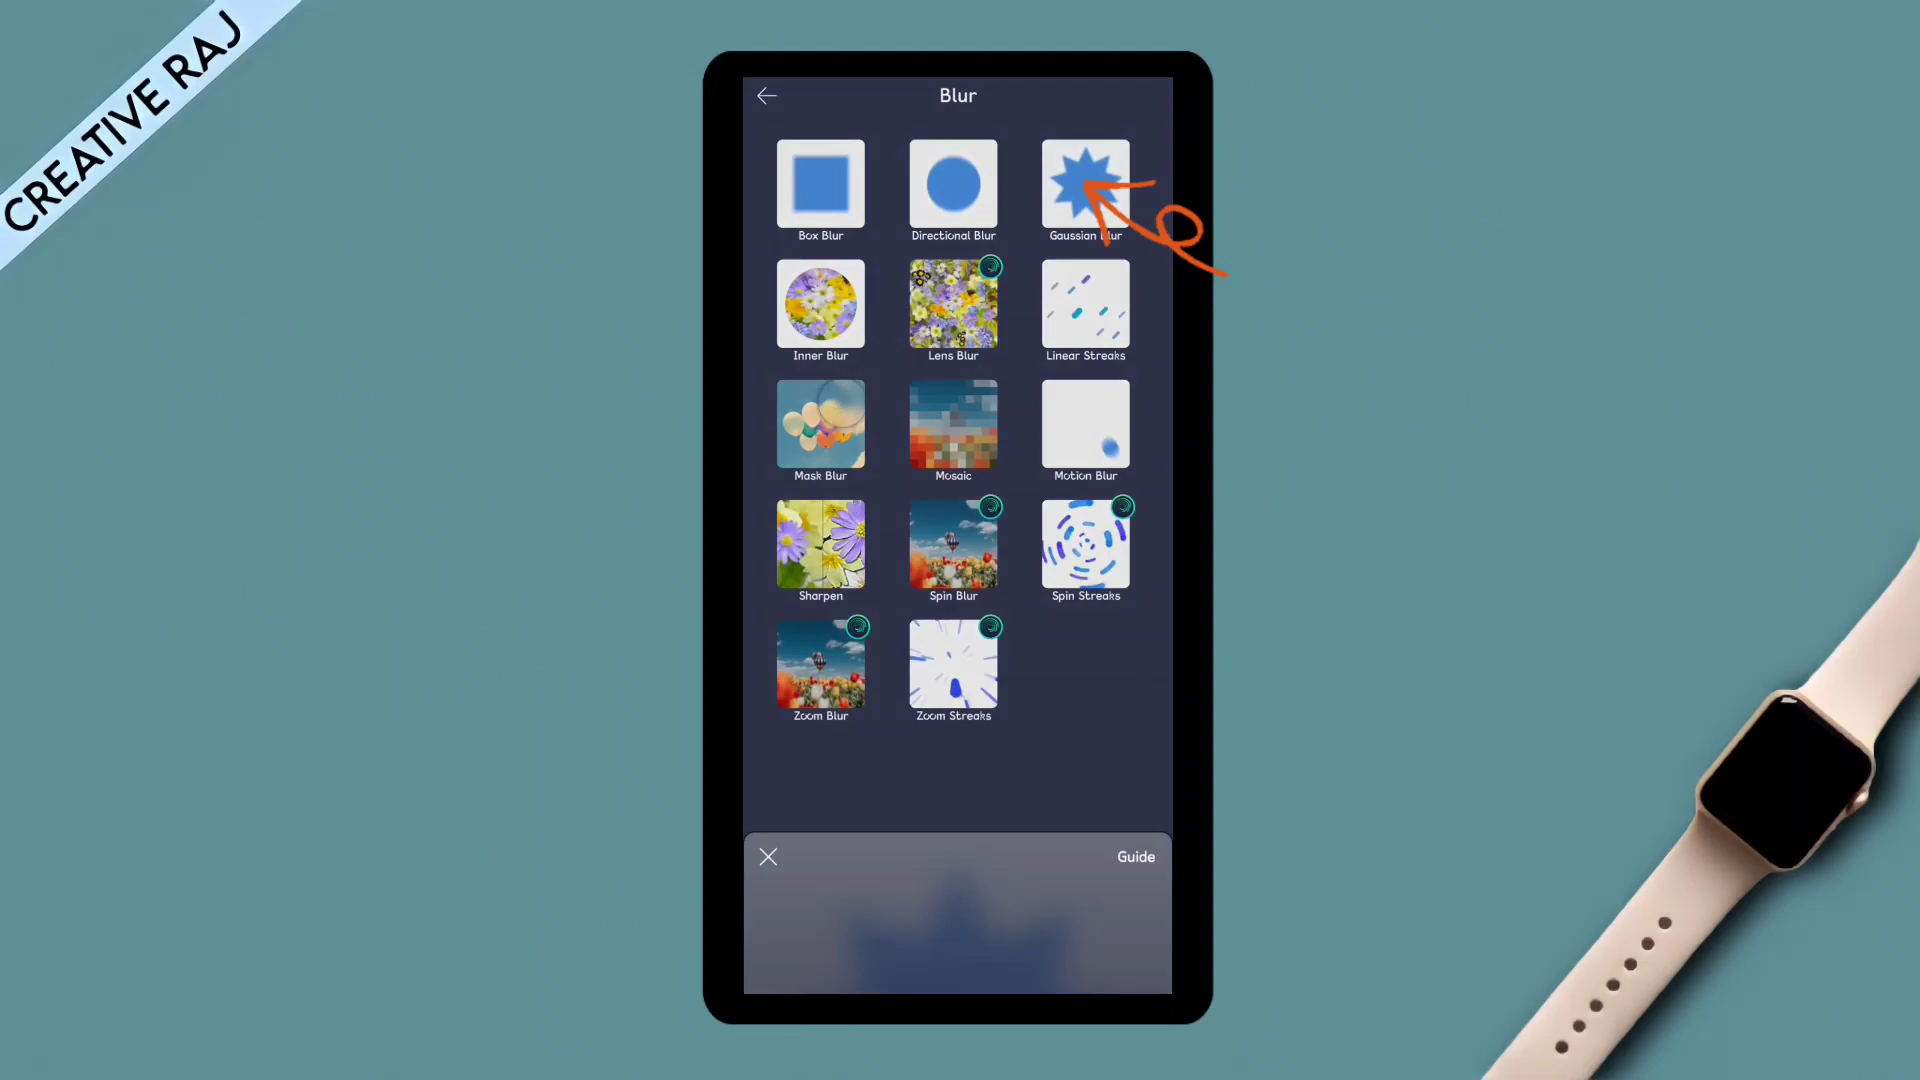 CREATIVE RAJ
Blur
Box Blur
Directional Blur
Gaussian Blur
Inner Blur
Lens Blur
Linear Streaks
Mask Blur
Mosaic
Motion Blur
Sharpen
Spin Blur
Spin Streaks
Zoom Blur
Zoom Streaks
Guide